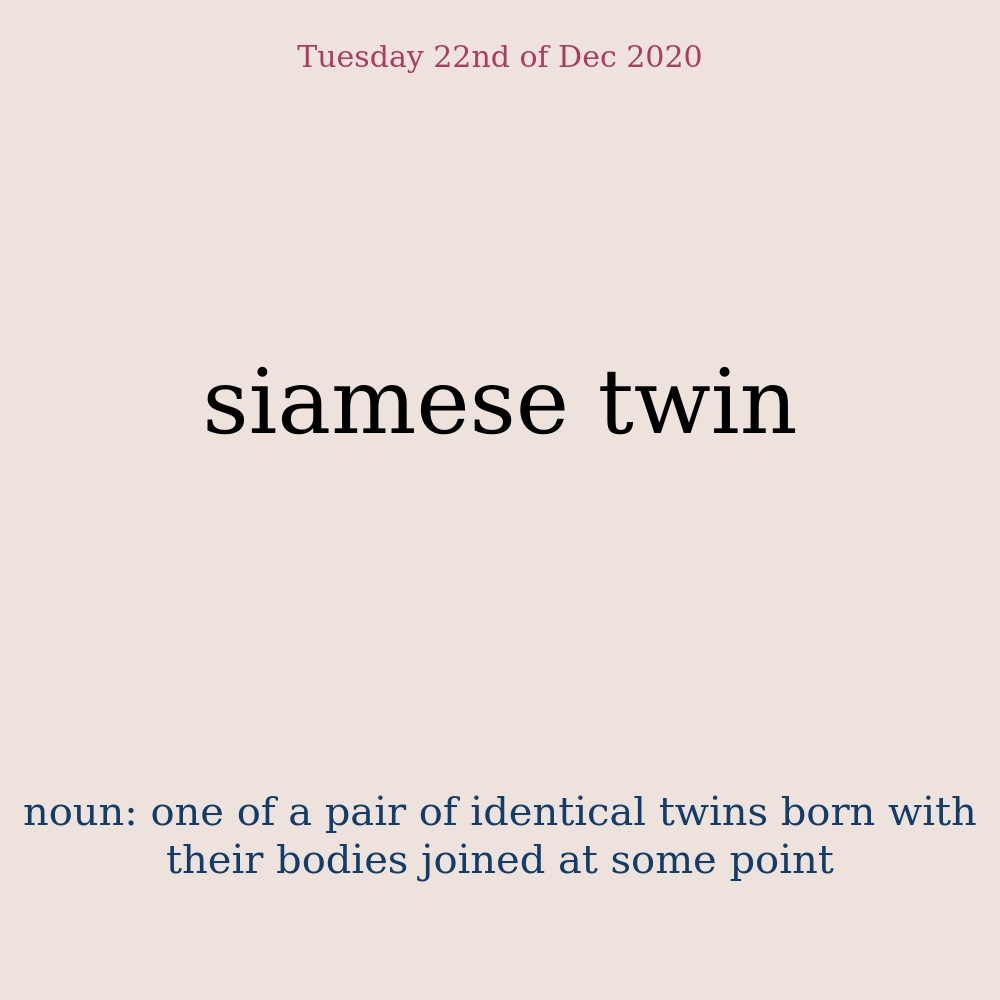 Tuesday 22nd of Dec 2020
siamese twin
noun: one of a pair of identical twins born with
their bodies joined at some point